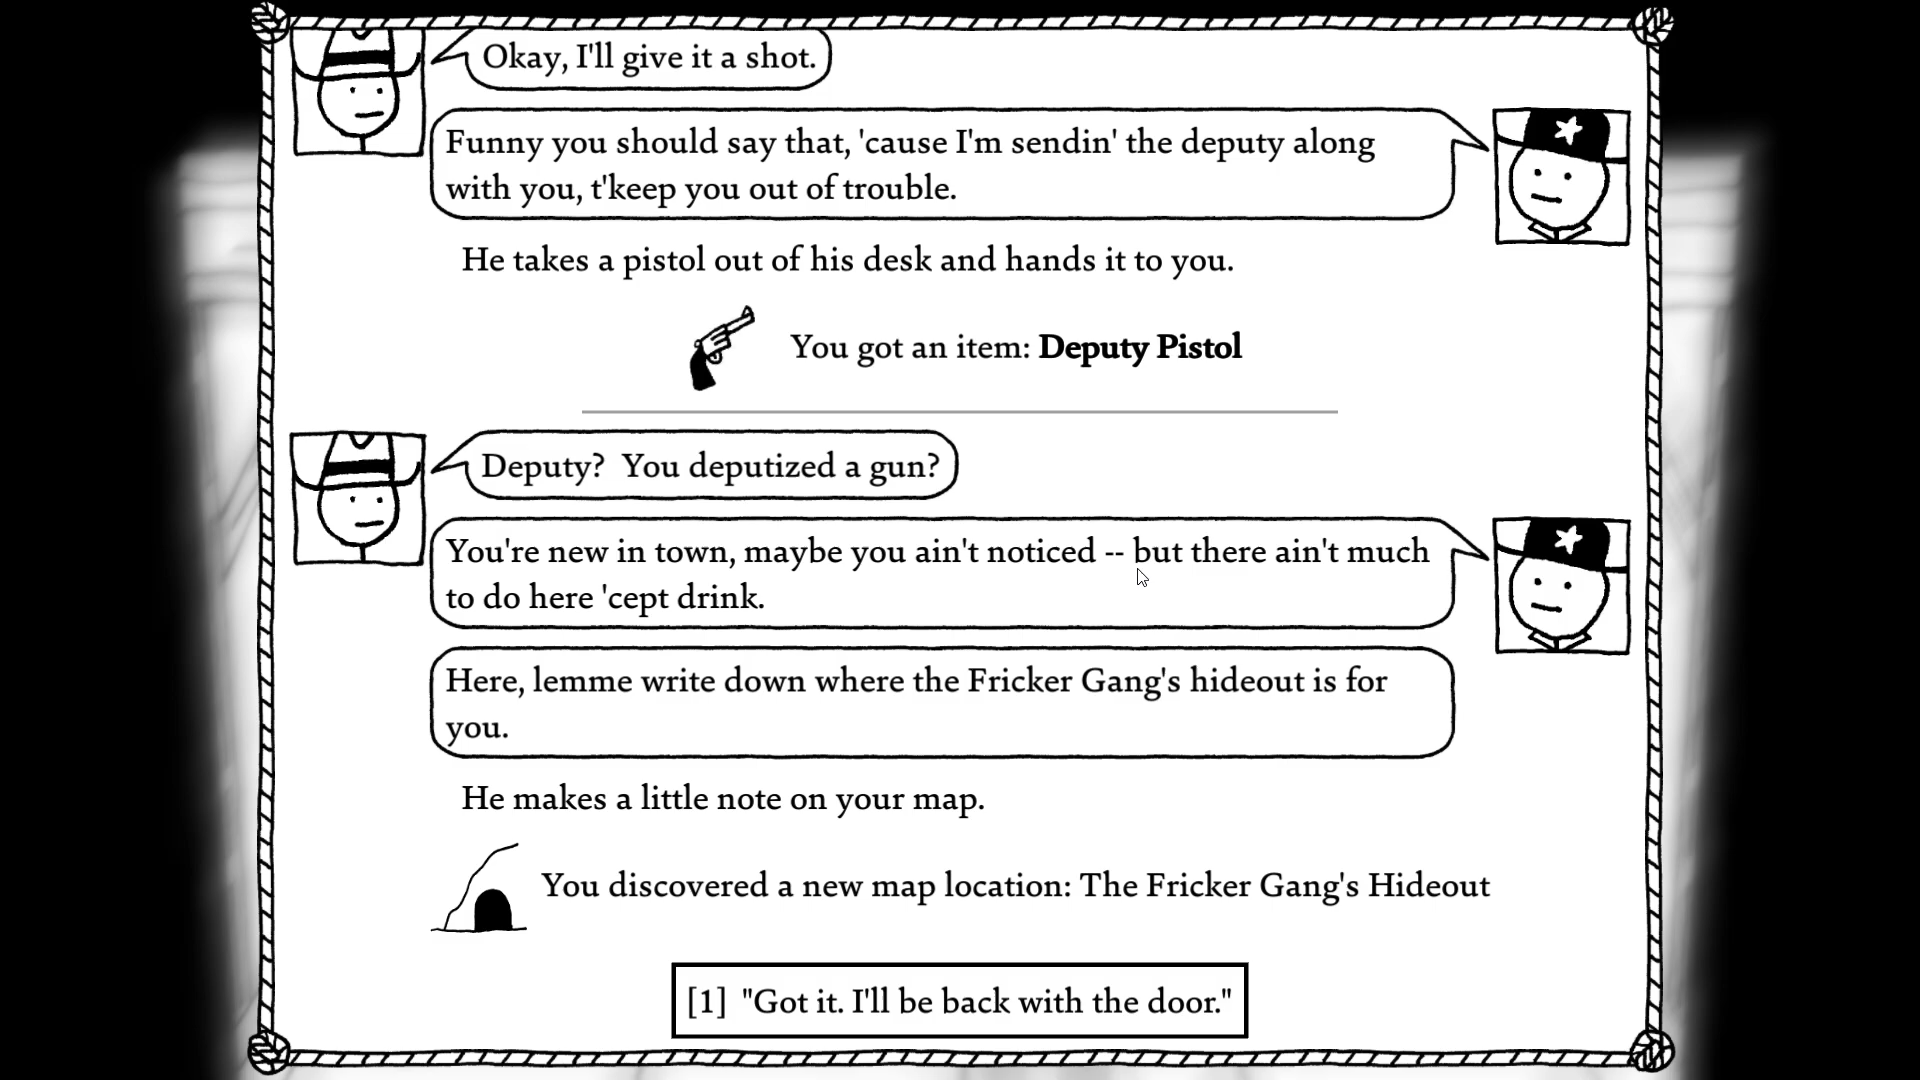 Okay, I'll give it a shot.
Funny you should say that, 'cause I'm sendin' the deputy along
with you, t'keep you out of trouble.
He takes a pistol out of his desk and hands it to you.
You got an item: Deputy Pistol
Deputy?  You deputized a gun?
You're new in town, maybe you ain't noticed -- but there ain't much
to do here 'cept drink.
Here, lemme write down where the Fricker Gang's hideout is for
you.
He makes a little note on your map.
You discovered a new map location: The Fricker Gang's Hideout
[1]  "Got it. I'll be back with the door."